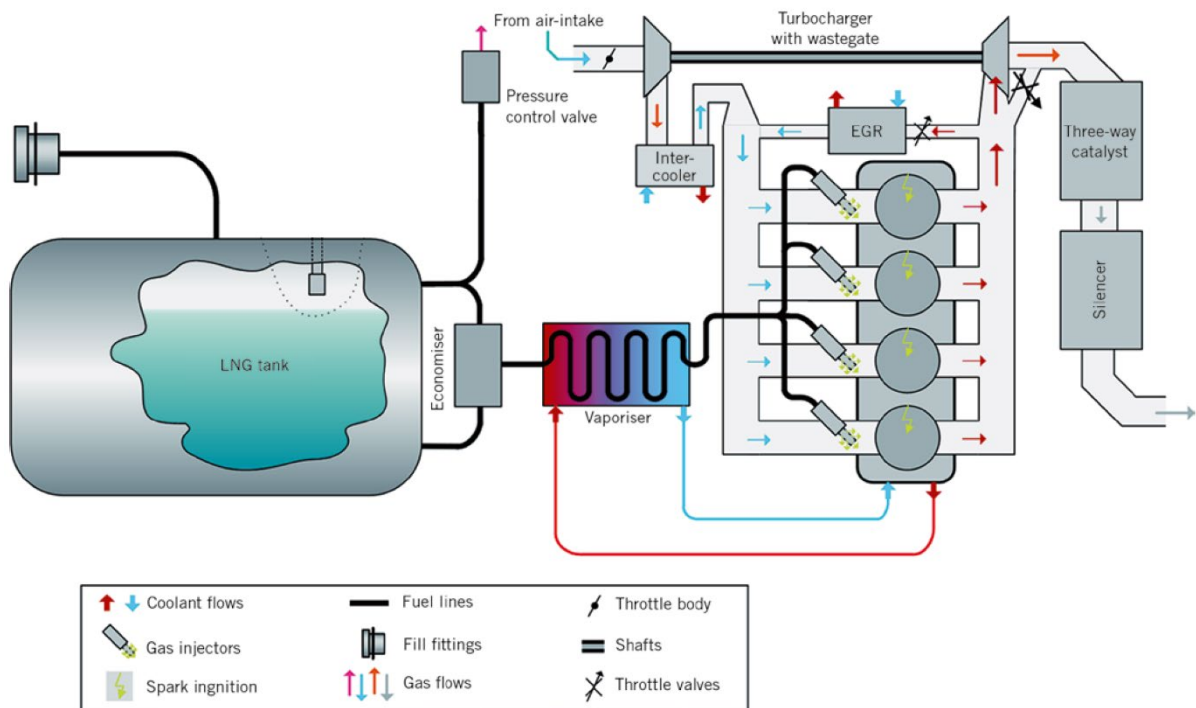 From air-intake
Turbocharger
with wastegate
Pressure
control valve
EGR
Three-way
catalyst
Inter-
cooler
LNG tank
Economiser
Vaporiser
Silencer
Coolant flows
Fuel lines
Throttle body
Gas injectors
Fill fittings
Shafts
Spark ingnition
Gas flows
Throttle valves